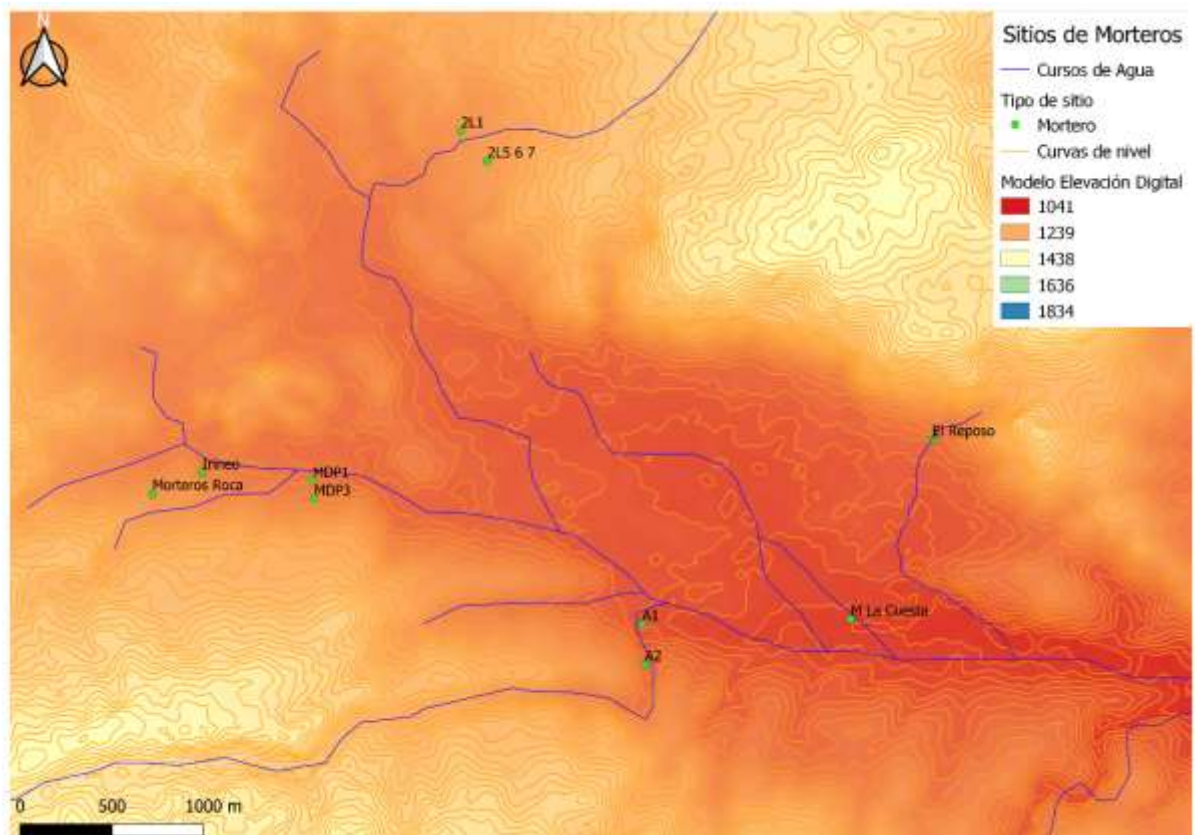 N
Sitios de Morteros
Cursos de Agua
Tipo de sitio
Mortero
Curvas de nivel
Modelo Elevación Digital
1041
1239
1438
1636
1834
2L1
2L5 6 7
El Reposo
Irineo
MDP1
Morteros Roca
MDP3
A1
M La Cuesta
A2
0 500 1000 m